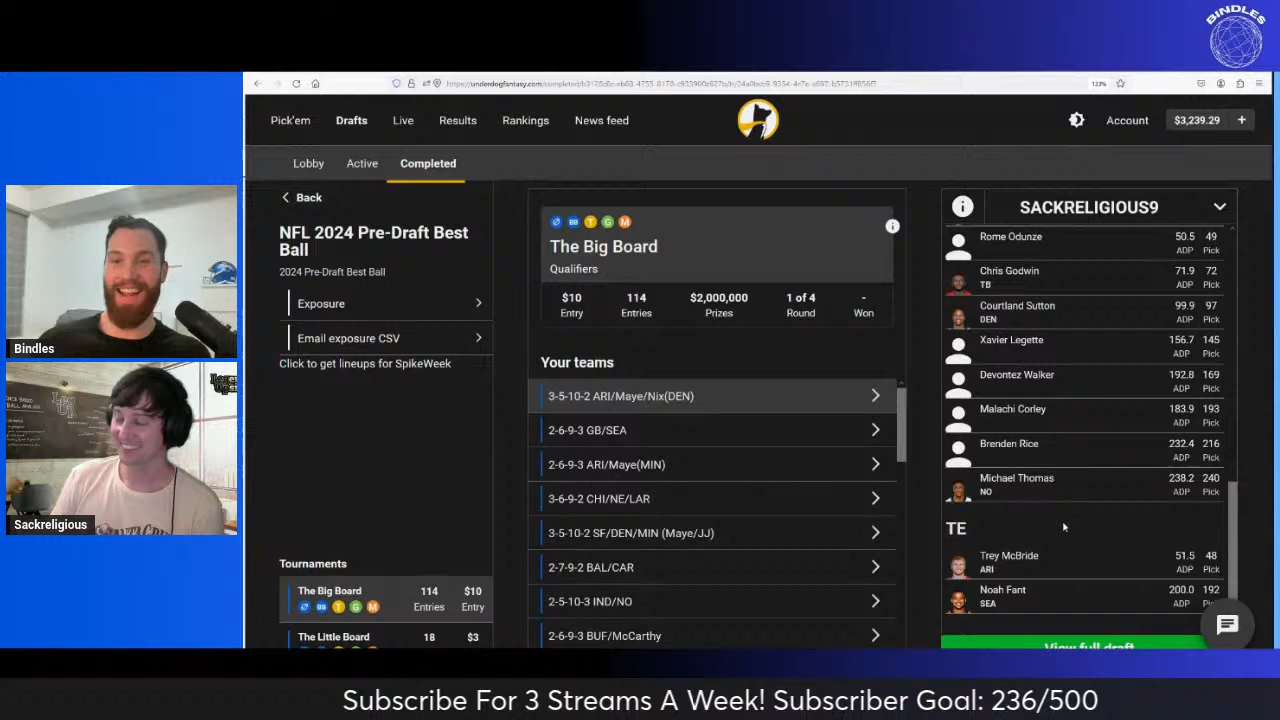 BINDLES
Pick'em Drafts Live Results Rankings News feed Account $3,239.29 +
Lobby Active Completed
Back
NFL 2024 Pre-Draft Best
Ball
2024 Pre-Draft Best Ball
Exposure
Email exposure CSV
Click to get lineups for SpikeWeek
Tournaments
The Big Board 114 $10
Entries Entry
The Little Board 18 $3
The Big Board
Qualifiers
$10 114 $2,000,000 1 of 4 -
Entry Entries Prizes Round Won
Your teams
3-5-10-2 ARI/Maye/Nix(DEN)
2-6-9-3 GB/SEA
2-6-9-3 ARI/Maye(MIN)
3-6-9-2 CHI/NE/LAR
3-5-10-2 SF/DEN/MIN (Maye/JJ)
2-7-9-2 BAL/CAR
2-5-10-3 IND/NO
2-6-9-3 BUF/McCarthy
SACKRELIGIOUS9
Rome Odunze 50.5 49
ADP Pick
Chris Godwin 71.9 72
TB ADP Pick
Courtland Sutton 99.9 97
DEN ADP Pick
Xavier Legette 156.7 145
ADP Pick
Devontez Walker 192.8 169
ADP Pick
Malachi Corley 183.9 193
ADP Pick
Brenden Rice 232.4 216
ADP Pick
Michael Thomas 238.2 240
NO ADP Pick
TE
Trey McBride 51.5 48
ARI ADP Pick
Noah Fant 200.0 192
SEA ADP
View full draft
Bindles
Sackreligious
133%
Subscribe For 3 Streams A Week! Subscriber Goal: 236/500